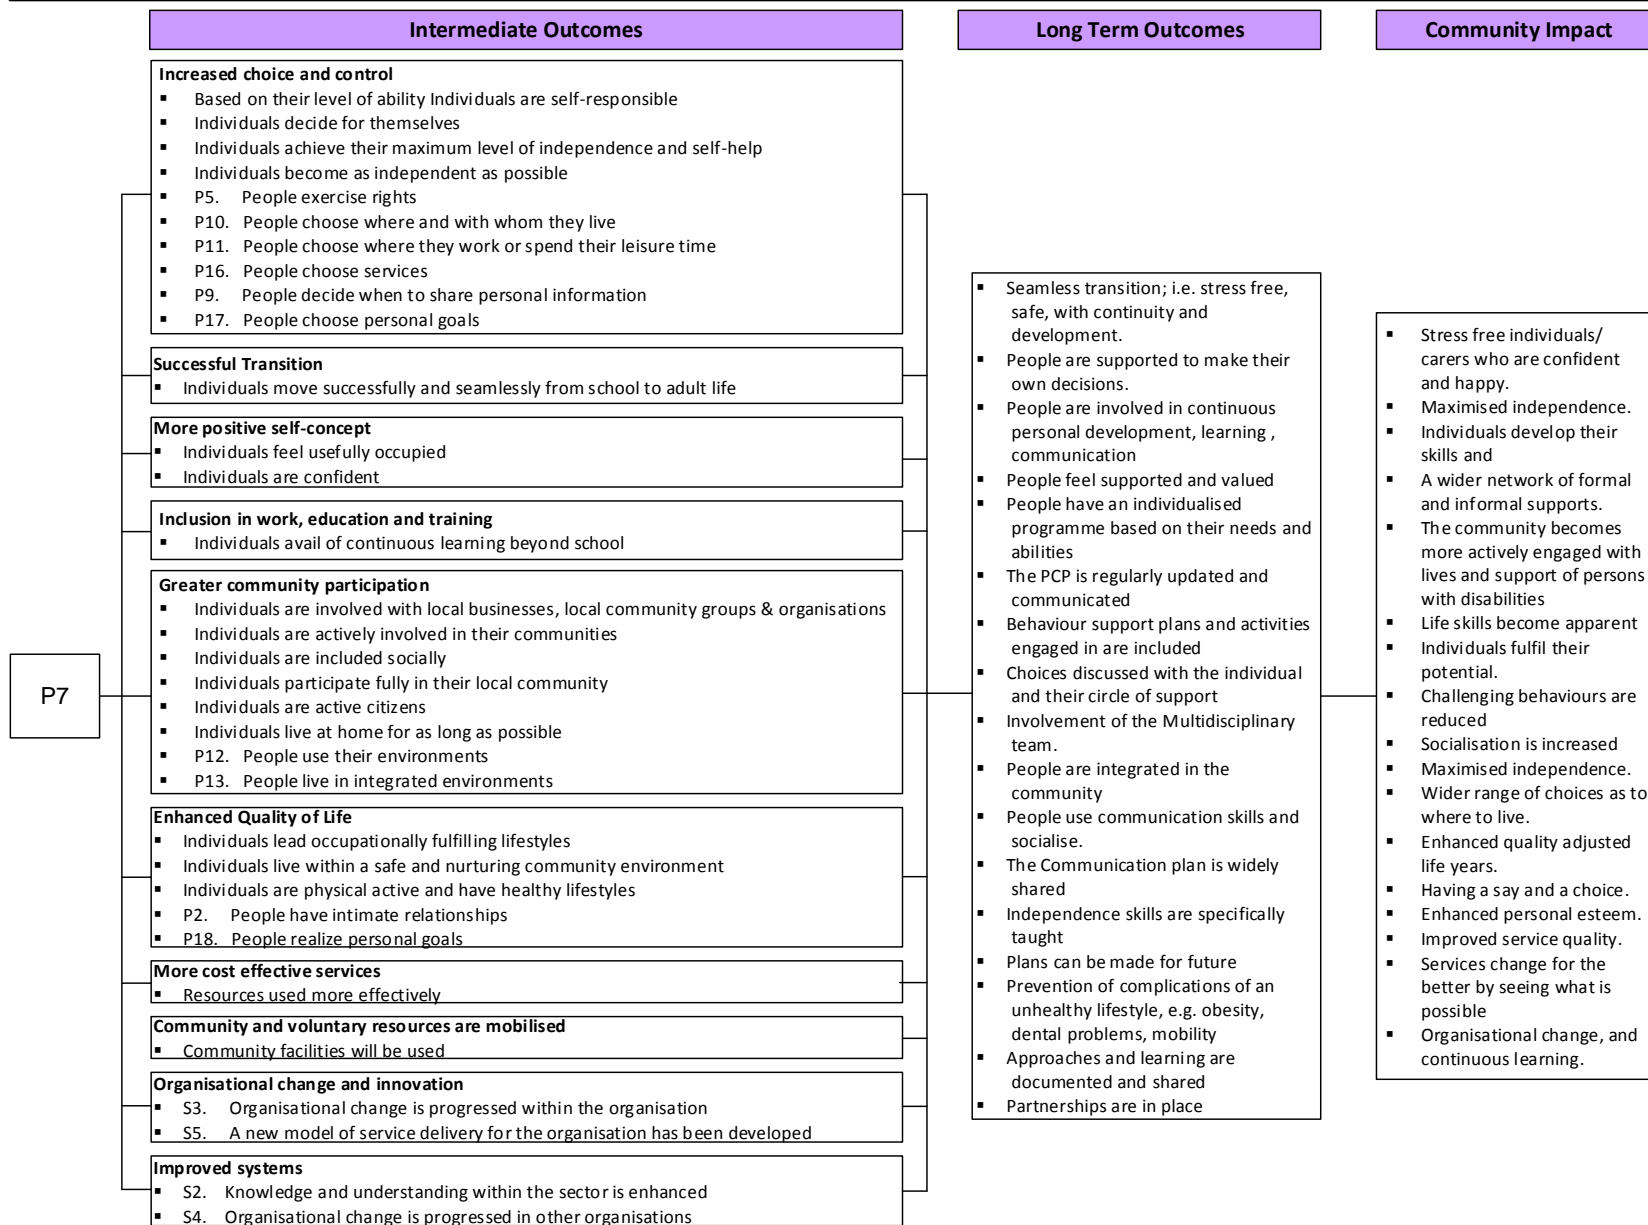 Intermediate Outcomes
Long Term Outcomes
Community Impact
Increased choice and control
▪ Based on their level of ability Individuals are self-responsible
▪ Individuals decide for themselves
▪ Individuals achieve their maximum level of independence and self-help
▪ Individuals become as independent as possible
▪ P5. People exercise rights
▪ P10. People choose where and with whom they live
▪ P11. People choose where they work or spend their leisure time
▪ P16. People choose services
▪ P9. People decide when to share personal information
▪ P17. People choose personal goals
Successful Transition
▪ Individuals move successfully and seamlessly from school to adult life
More positive self-concept
▪ Individuals feel usefully occupied
▪ Individuals are confident
Inclusion in work, education and training
▪ Individuals avail of continuous learning beyond school
Greater community participation
▪ Individuals are involved with local businesses, local community groups & organisations
▪ Individuals are actively involved in their communities
▪ Individuals are included socially
▪ Individuals participate fully in their local community
▪ Individuals are active citizens
▪ Individuals live at home for as long as possible
▪ P12. People use their environments
▪ P13. People live in integrated environments
P7
Enhanced Quality of Life
▪ Individuals lead occupationally fulfilling lifestyles
▪ Individuals live within a safe and nurturing community environment
▪ Individuals are physical active and have healthy lifestyles
▪ P2. People have intimate relationships
▪ P18. People realize personal goals
More cost effective services
▪ Resources used more effectively
Community and voluntary resources are mobilised
▪ Community facilities will be used
Organisational change and innovation
▪ S3. Organisational change is progressed within the organisation
▪ S5. A new model of service delivery for the organisation has been developed
Improved systems
▪ S2. Knowledge and understanding within the sector is enhanced
▪ S4. Organisational change is progressed in other organisations
▪ Seamless transition; i.e. stress free,
safe, with continuity and
development.
▪ People are supported to make their
own decisions.
▪ People are involved in continuous
personal development, learning ,
communication
▪ People feel supported and valued
▪ People have an individualised
programme based on their needs and
abilities
▪ The PCP is regularly updated and
communicated
▪ Behaviour support plans and activities
engaged in are included
▪ Choices discussed with the individual
and their circle of support
▪ Involvement of the Multidisciplinary
team.
▪ People are integrated in the
community
▪ People use communication skills and
socialise.
▪ The Communication plan is widely
shared
▪ Independence skills are specifically
taught
▪ Plans can be made for future
▪ Prevention of complications of an
unhealthy lifestyle, e.g. obesity,
dental problems, mobility
▪ Approaches and learning are
documented and shared
▪ Partnerships are in place
▪ Stress free individuals/
carers who are confident
and happy.
▪ Maximised independence.
▪ Individuals develop their
skills and
▪ A wider network of formal
and informal supports.
▪ The community becomes
more actively engaged with
lives and support of persons
with disabilities
▪ Life skills become apparent
▪ Individuals fulfil their
potential.
▪ Challenging behaviours are
reduced
▪ Socialisation is increased
▪ Maximised independence.
▪ Wider range of choices as to
where to live.
▪ Enhanced quality adjusted
life years.
▪ Having a say and a choice.
▪ Enhanced personal esteem.
▪ Improved service quality.
▪ Services change for the
better by seeing what is
possible
▪ Organisational change, and
continuous learning.